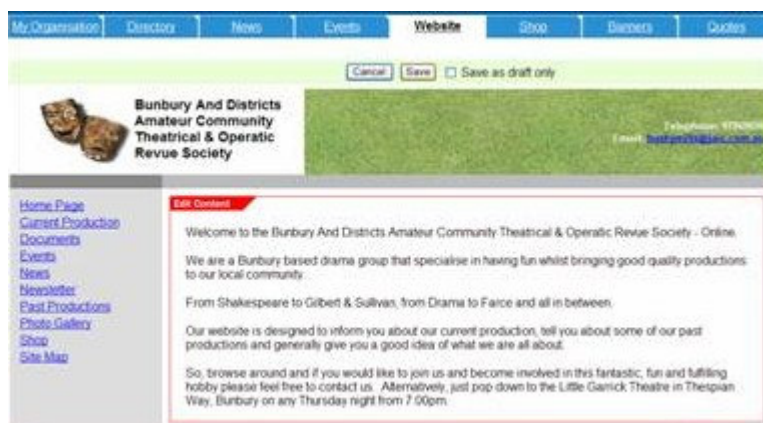 My Organisation Directory News Events Website Shop Banners Quotes
Cancel Save Save as draft only
Bunbury And Districts
Amateur Community
Theatrical & Operatic
Revue Society
Telephone:
Email:
Home Page
Current Production
Documents
Events
News
Newsletter
Past Productions
Photo Gallery
Shop
Site Map
Edit Content
Welcome to the Bunbury And Districts Amateur Community Theatrical & Operatic Revue Society - Online.
We are a Bunbury based drama group that specialise in having fun whilst bringing good quality productions
to our local community.
From Shakespeare to Gilbert & Sullivan, from Drama to Farce and all in between.
Our website is designed to inform you about our current production, tell you about some of our past
productions and generally give you a good idea of what we are all about.
So, browse around and if you would like to join us and become involved in this fantastic, fun and fulfilling
hobby please feel free to contact us. Alternatively, just pop down to the Little Garrick Theatre in Thespian
Way, Bunbury on any Thursday night from 7.00pm.